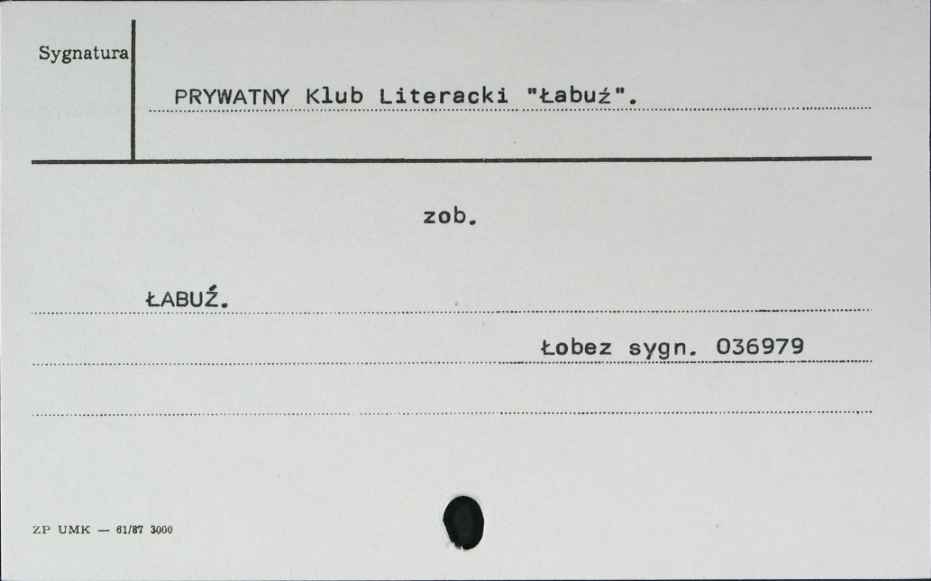 Sygnatura
PRYWATNY Klub Literacki "Łabuź".
zob.
ŁABUŹ.
Łobez sygn. 036979
ZP UMK — 61/87 3000